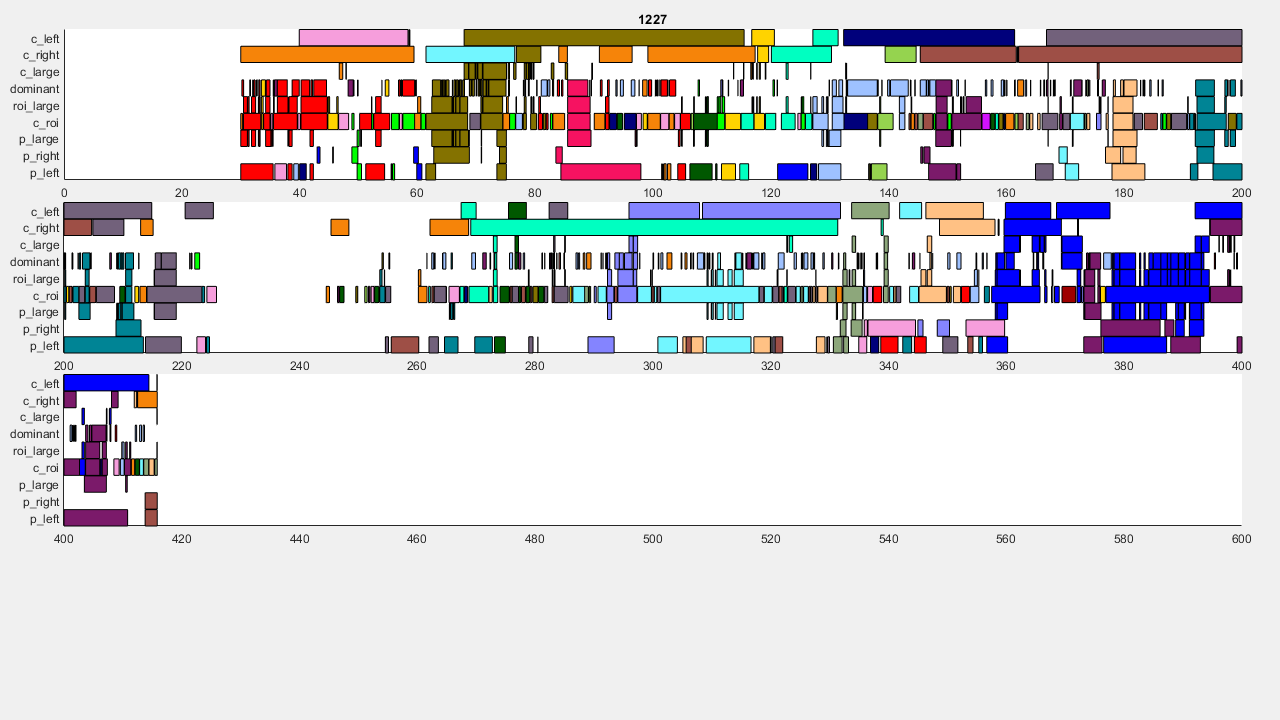 1227
c_left
c_right
c_large
dominant
roi_large
c_roi
p_large
p_right
p_left
0 20 40 60 80 100 120 140 160 180 200
c_left
c_right
c_large
dominant
roi_large
c_roi
p_large
p_right
p_left
200 220 240 260 280 300 320 340 360 380 400
c_left
c_right
c_large
dominant
roi_large
c_roi
p_large
p_right
p_left
400 420 440 460 480 500 520 540 560 580 600